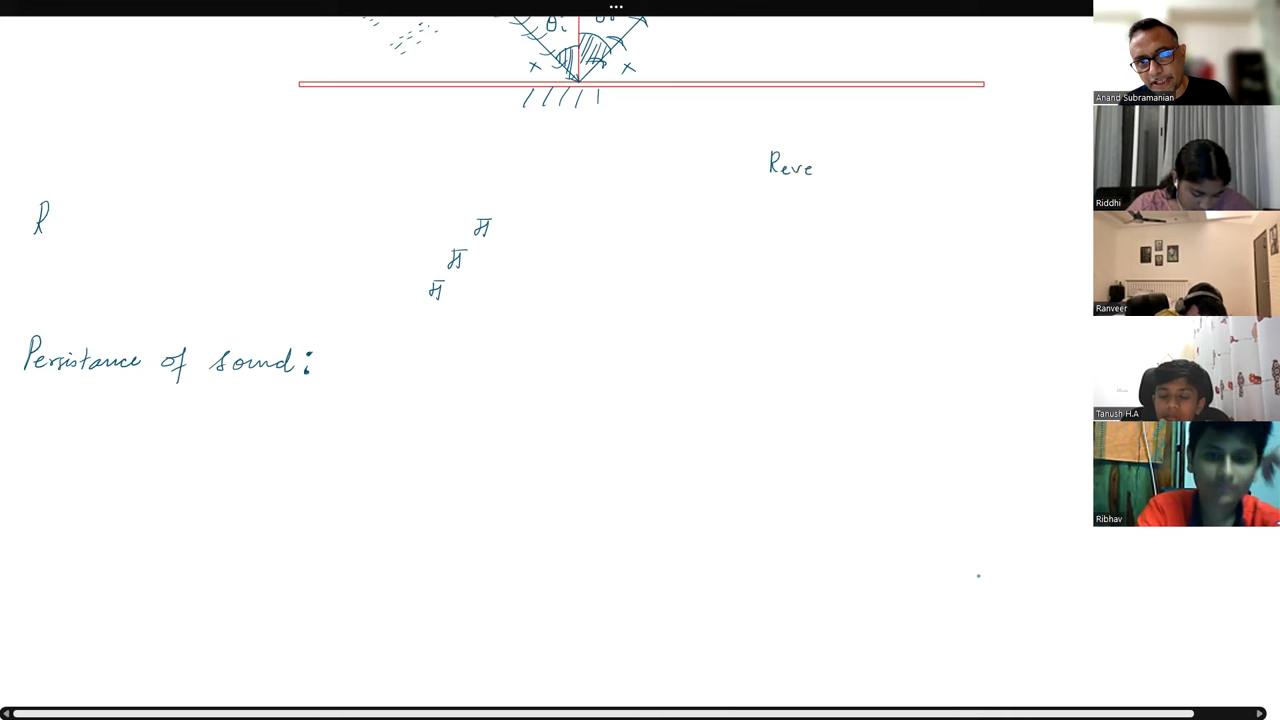 θi
Reve
R
म
म
म
Persistance of sound:
Anand Subramanian
Riddhi
Ranveer
Tanush H.A
Ribhav